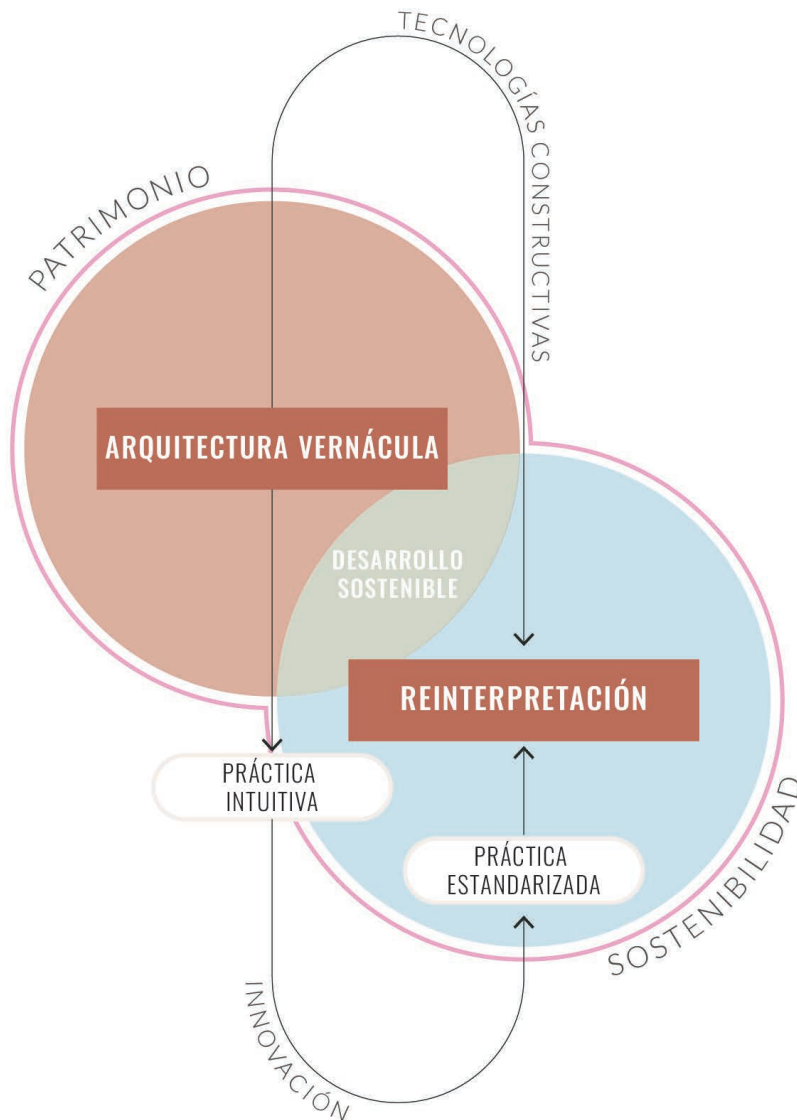 TECNOLOGÍAS CONSTRUCTIVAS
PATRIMONIO
ARQUITECTURA VERNÁCULA
DESARROLLO
SOSTENIBLE
REINTERPRETACIÓN
PRÁCTICA
INTUITIVA
PRÁCTICA
ESTANDARIZADA
SOSTENIBILIDAD
INNOVACIÓN